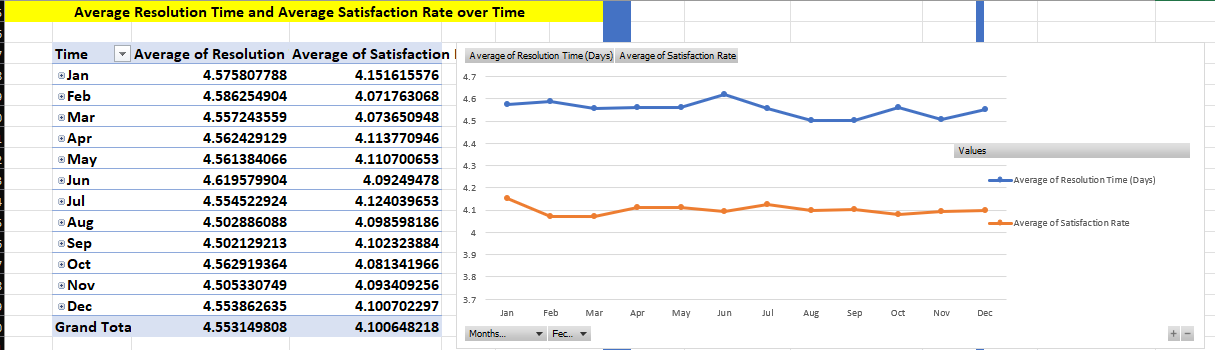 Average Resolution Time and Average Satisfaction Rate over Time
Time Average of Resolution Average of Satisfaction
Jan 4.575807788 4.151615576
Feb 4.586254904 4.071763068
Mar 4.557243559 4.073650948
Apr 4.562429129 4.113770946
May 4.561384066 4.110700653
Jun 4.619579904 4.09249478
Jul 4.554522924 4.124039653
Aug 4.502886088 4.098598186
Sep 4.502129213 4.102323884
Oct 4.562919364 4.081341966
Nov 4.505330749 4.093409256
Dec 4.553862635 4.100702297
Grand Tota 4.553149808 4.100648218
Average of Resolution Time (Days) Average of Satisfaction Rate
4.7
4.6
4.5
4.4
4.3
4.2
4.1
4
3.9
3.8
3.7
Jan Feb Mar Apr May Jun Jul Aug Sep Oct Nov Dec
Values
Average of Resolution Time (Days)
Average of Satisfaction Rate
Months... Fec...